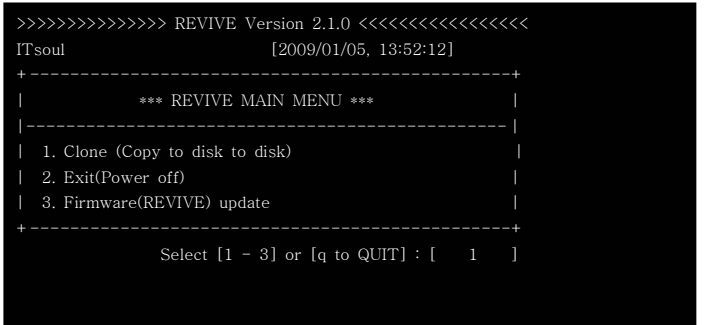 >>>>>>>>>>>>>>> REVIVE Version 2.1.0 <<<<<<<<<<<<<<<<<
ITsoul [2009/01/05, 13:52:12]
+------------------------------------------------+
| *** REVIVE MAIN MENU *** |
|------------------------------------------------|
| 1. Clone (Copy to disk to disk) |
| 2. Exit(Power off) |
| 3. Firmware(REVIVE) update |
+------------------------------------------------+
Select [1 - 3] or [q to QUIT] : [ 1 ]